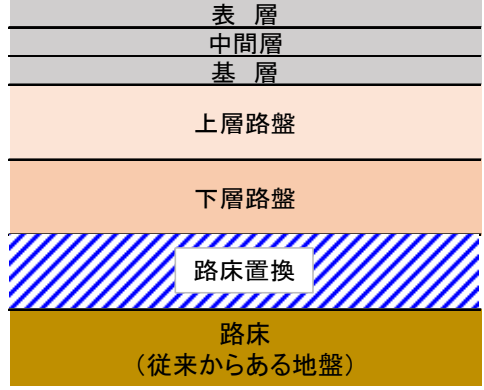 表 層
中間層
基 層
上層路盤
下層路盤
路床置換
路床
（従来からある地盤）